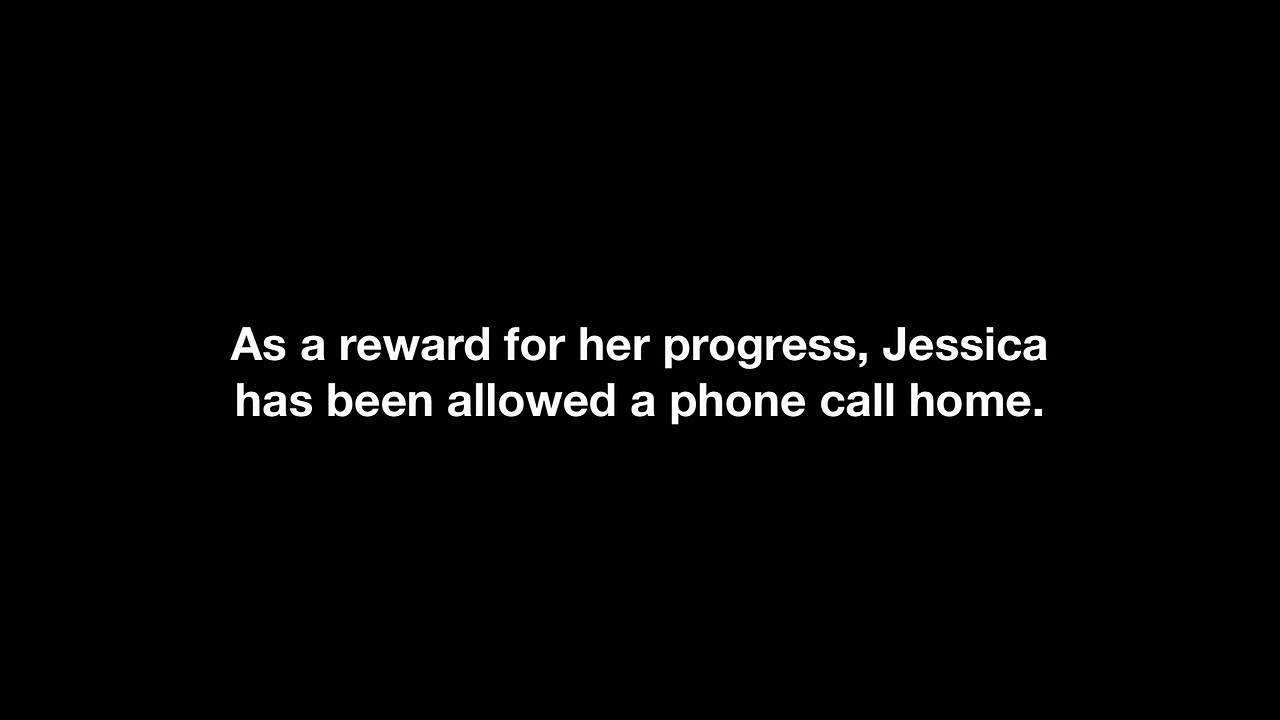 As a reward for her progress, Jessica
has been allowed a phone call home.